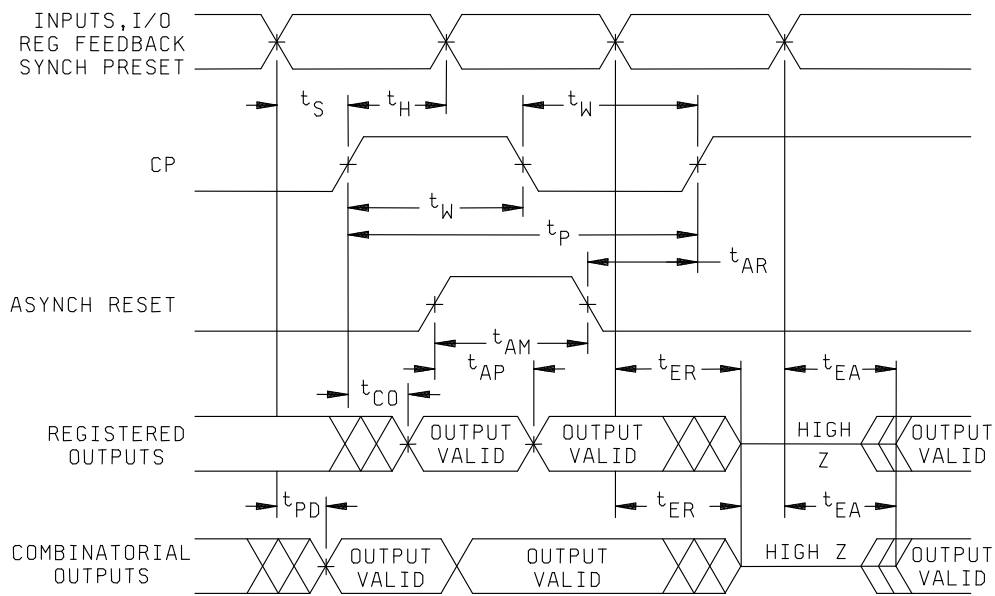 INPUTS,I/O
REG FEEDBACK
SYNCH PRESET
tS
tH
tW
CP
tW
tP
tAR
ASYNCH RESET
tAM
tAP
tER
tEA
tCO
REGISTERED
OUTPUTS
OUTPUT
VALID
OUTPUT
VALID
HIGH
Z
OUTPUT
VALID
tPD
tER
tEA
COMBINATORIAL
OUTPUTS
OUTPUT
VALID
OUTPUT
VALID
HIGH Z
OUTPUT
VALID